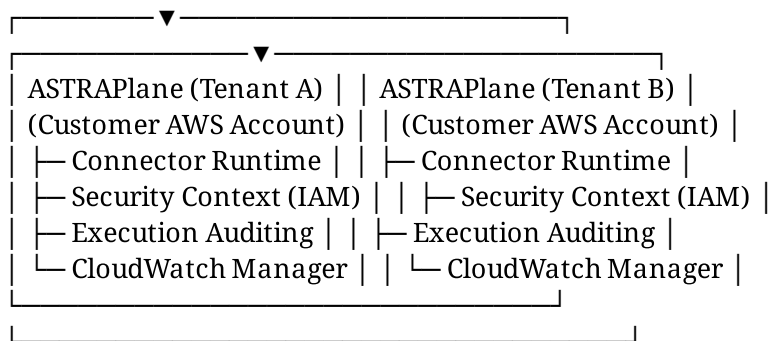 ┌────────▼──────────────────────┐
┌──────────────▼───────────────────────┐
│ ASTRAPlane (Tenant A) │ │ ASTRAPlane (Tenant B) │
│ (Customer AWS Account) │ │ (Customer AWS Account) │
│ ├─ Connector Runtime │ │ ├─ Connector Runtime │
│ ├─ Security Context (IAM) │ │ ├─ Security Context (IAM) │
│ ├─ Execution Auditing │ │ ├─ Execution Auditing │
│ └─ CloudWatch Manager │ │ └─ CloudWatch Manager │
└────────────────────────────────┘
└─────────────────────────────────────┘